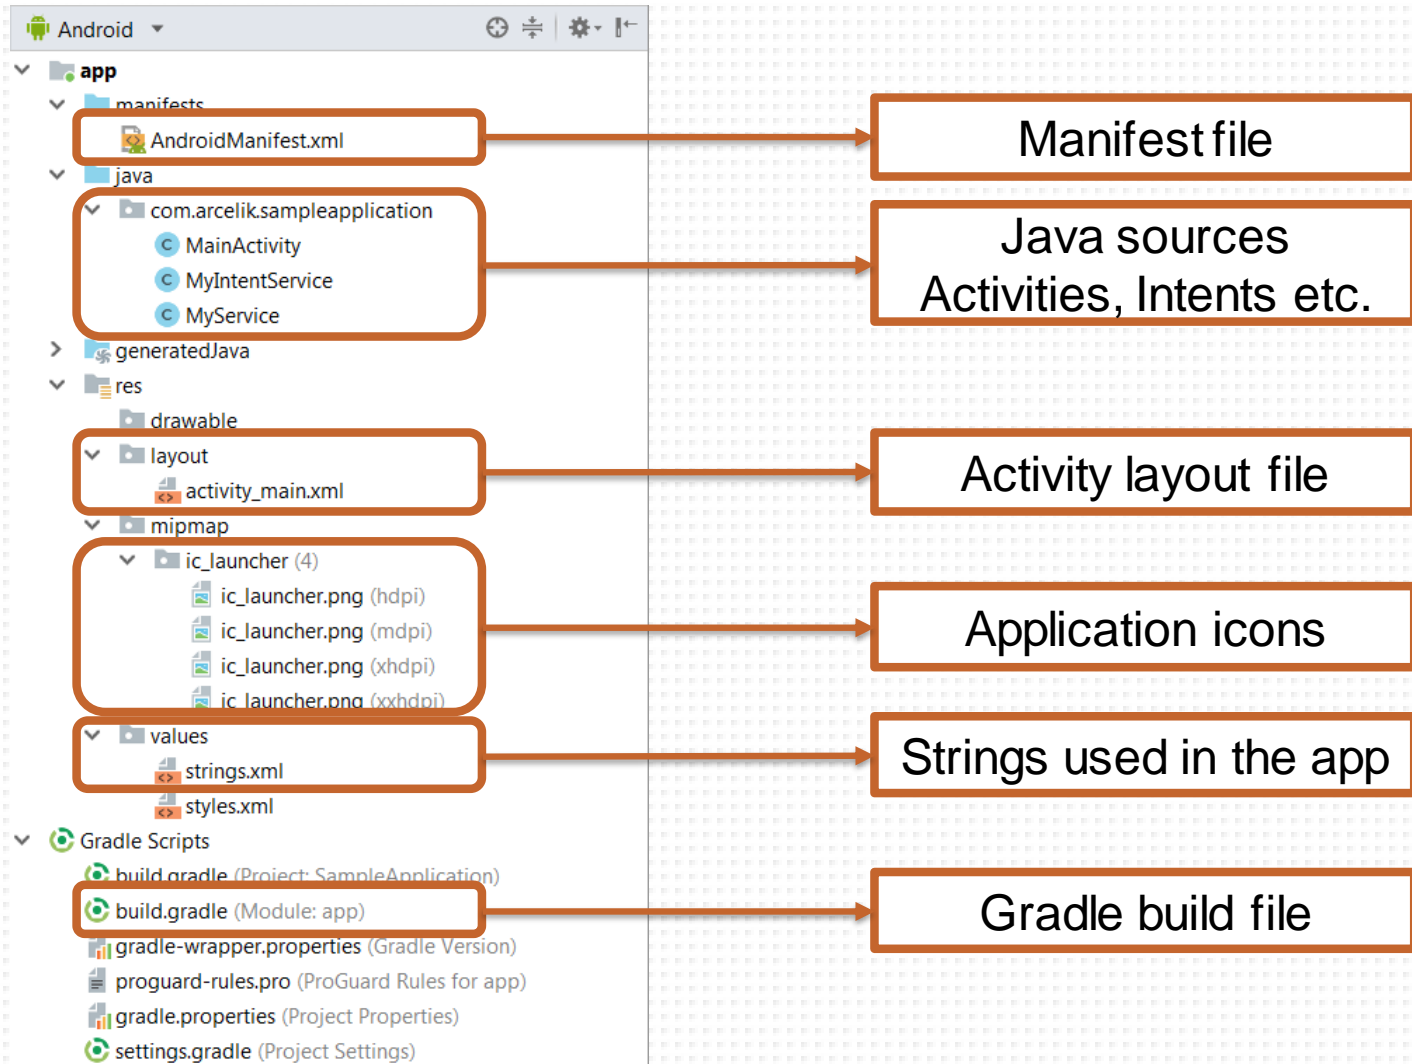 Android
app
manifests
AndroidManifest.xml
java
com.arcelik.sampleapplication
MainActivity
MyIntentService
MyService
generatedJava
res
drawable
layout
activity_main.xml
mipmap
ic_launcher (4)
ic_launcher.png (hdpi)
ic_launcher.png (mdpi)
ic_launcher.png (xhdpi)
ic_launcher.png (xxhdpi)
values
strings.xml
styles.xml
Gradle Scripts
build.gradle (Project: SampleApplication)
build.gradle (Module: app)
gradle-wrapper.properties (Gradle Version)
proguard-rules.pro (ProGuard Rules for app)
gradle.properties (Project Properties)
settings.gradle (Project Settings)
Manifest file
Java sources
Activities, Intents etc.
Activity layout file
Application icons
Strings used in the app
Gradle build file